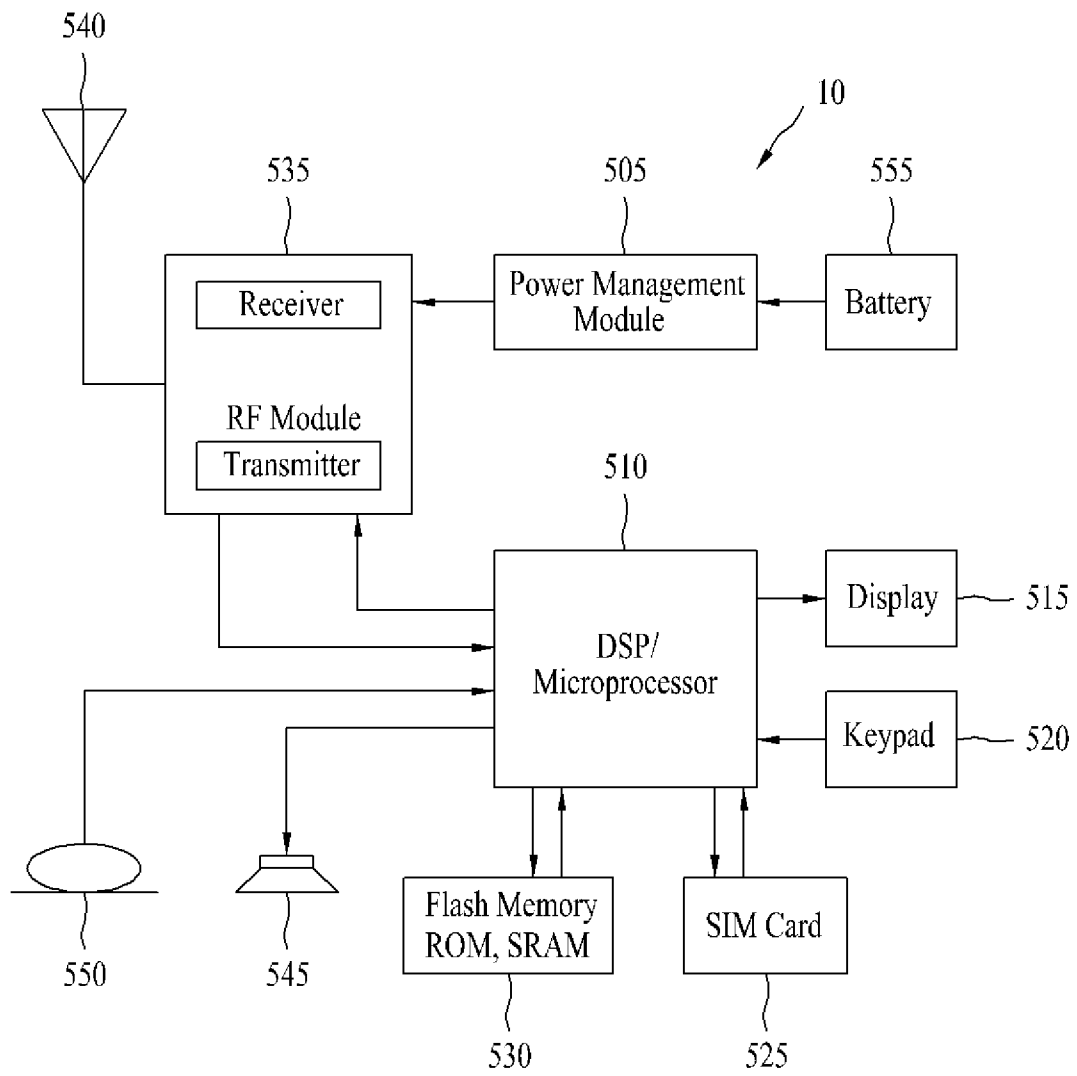 540
10
535
505
555
Receiver
Power Management
Module
Battery
RF Module
Transmitter
510
DSP/
Microprocessor
Display
515
Keypad
520
Flash Memory
ROM, SRAM
SIM Card
550
545
530
525